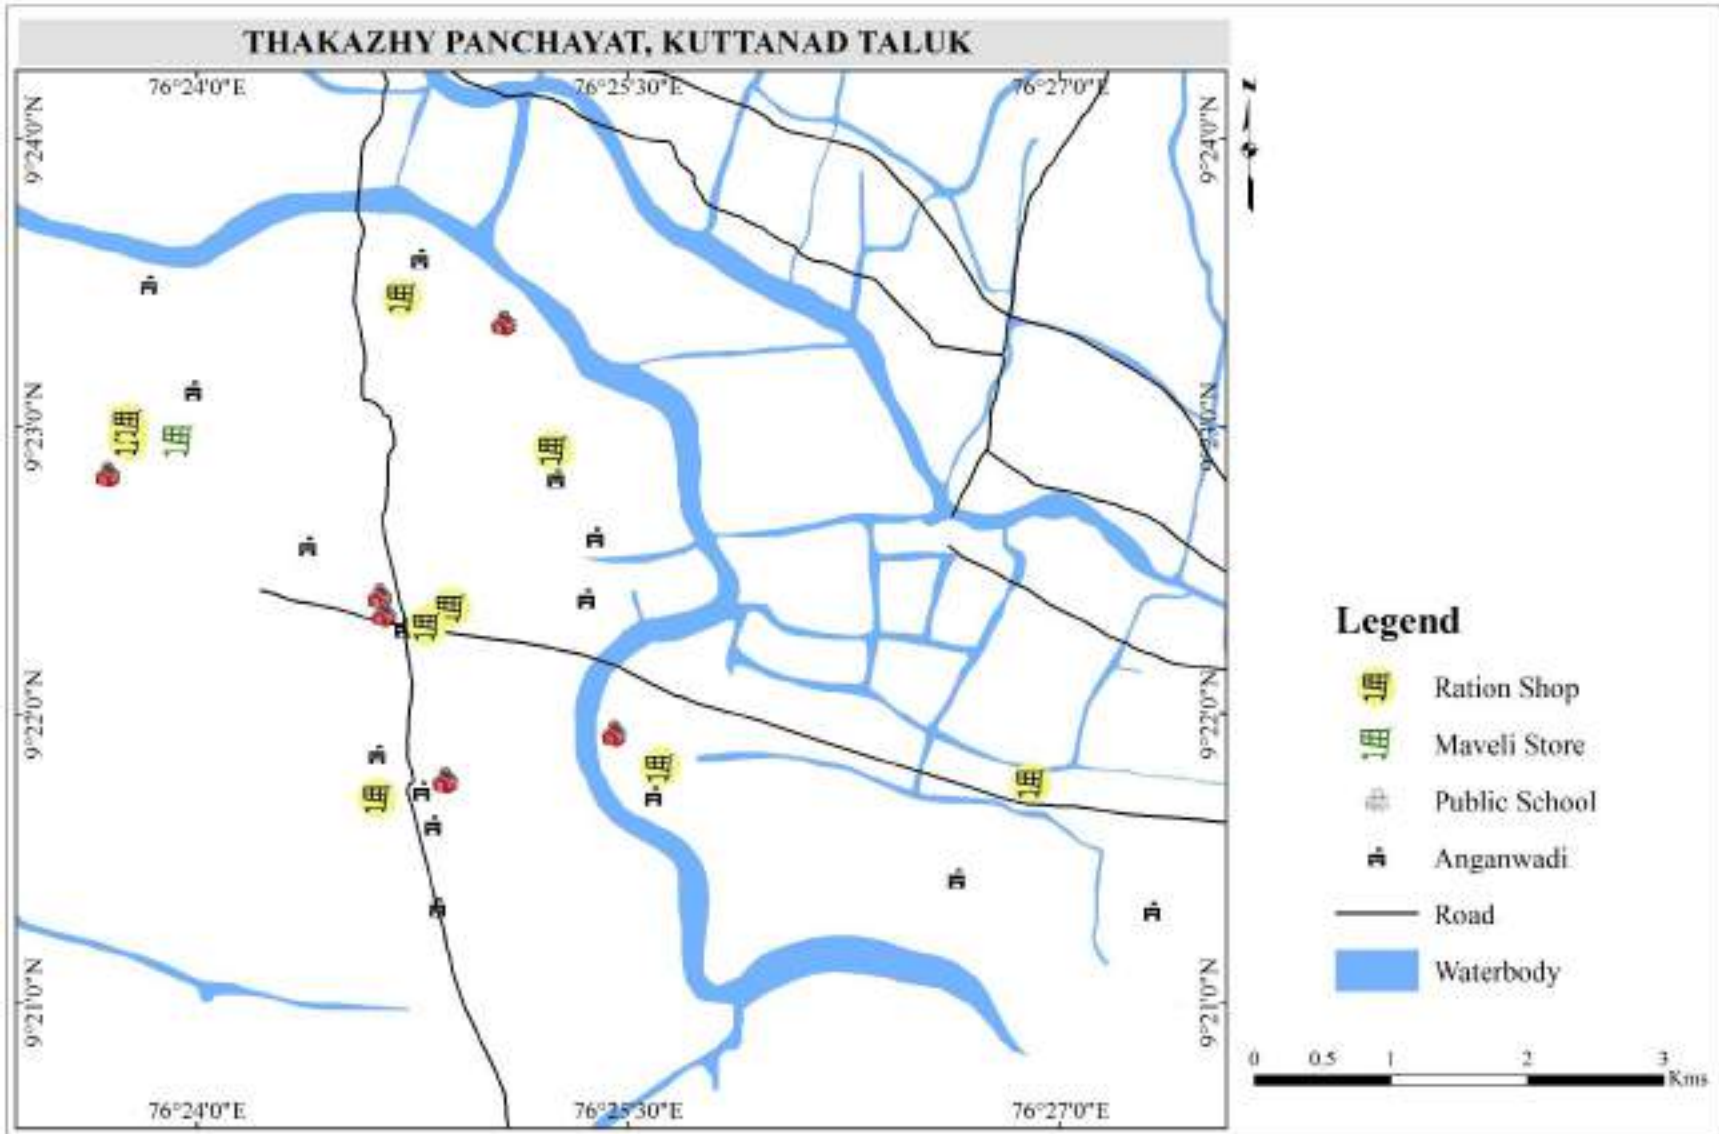 THAKAZHY PANCHAYAT, KUTTANAD TALUK
76°24'0"E 76°25'30"E 76°27'0"E
9°24'0"N
9°24'0"N
9°23'0"N
9°22'0"N
9°22'0"N
9°21'0"N
9°21'0"N
76°24'0"E 76°25'30"E 76°27'0"E
Legend
Ration Shop
Maveli Store
Public School
Anganwadi
Road
Waterbody
0 0.5 1 2 3
Kms